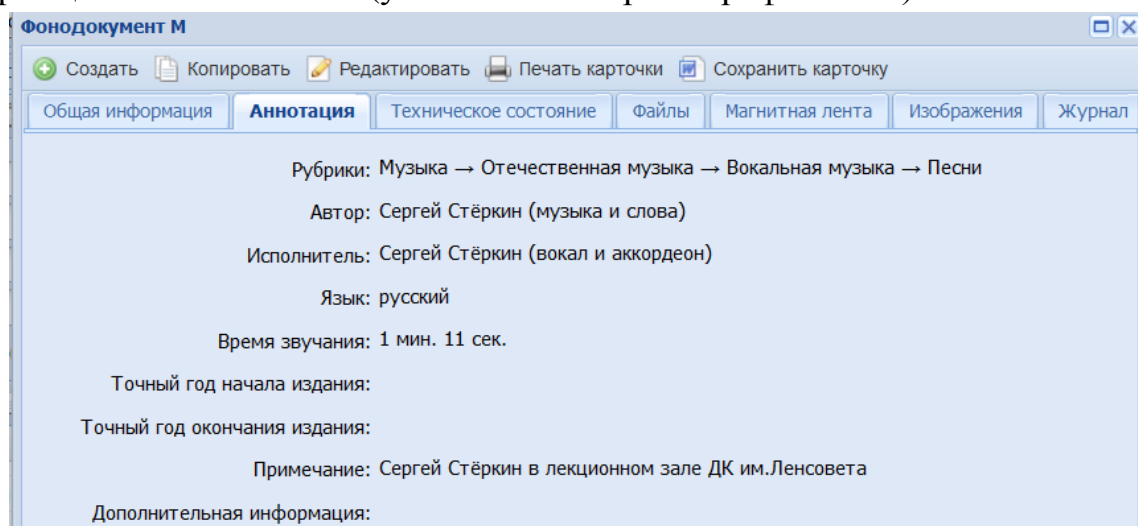 Фонодокумент М
Создать Копировать Редактировать Печать карточки Сохранить карточку
Общая информация Аннотация Техническое состояние Файлы Магнитная лента Изображения Журнал
Рубрики: Музыка → Отечественная музыка → Вокальная музыка → Песни
Автор: Сергей Стёркин (музыка и слова)
Исполнитель: Сергей Стёркин (вокал и аккордеон)
Язык: русский
Время звучания: 1 мин. 11 сек.
Точный год начала издания:
Точный год окончания издания:
Примечание: Сергей Стёркин в лекционном зале ДК им.Ленсовета
Дополнительная информация: